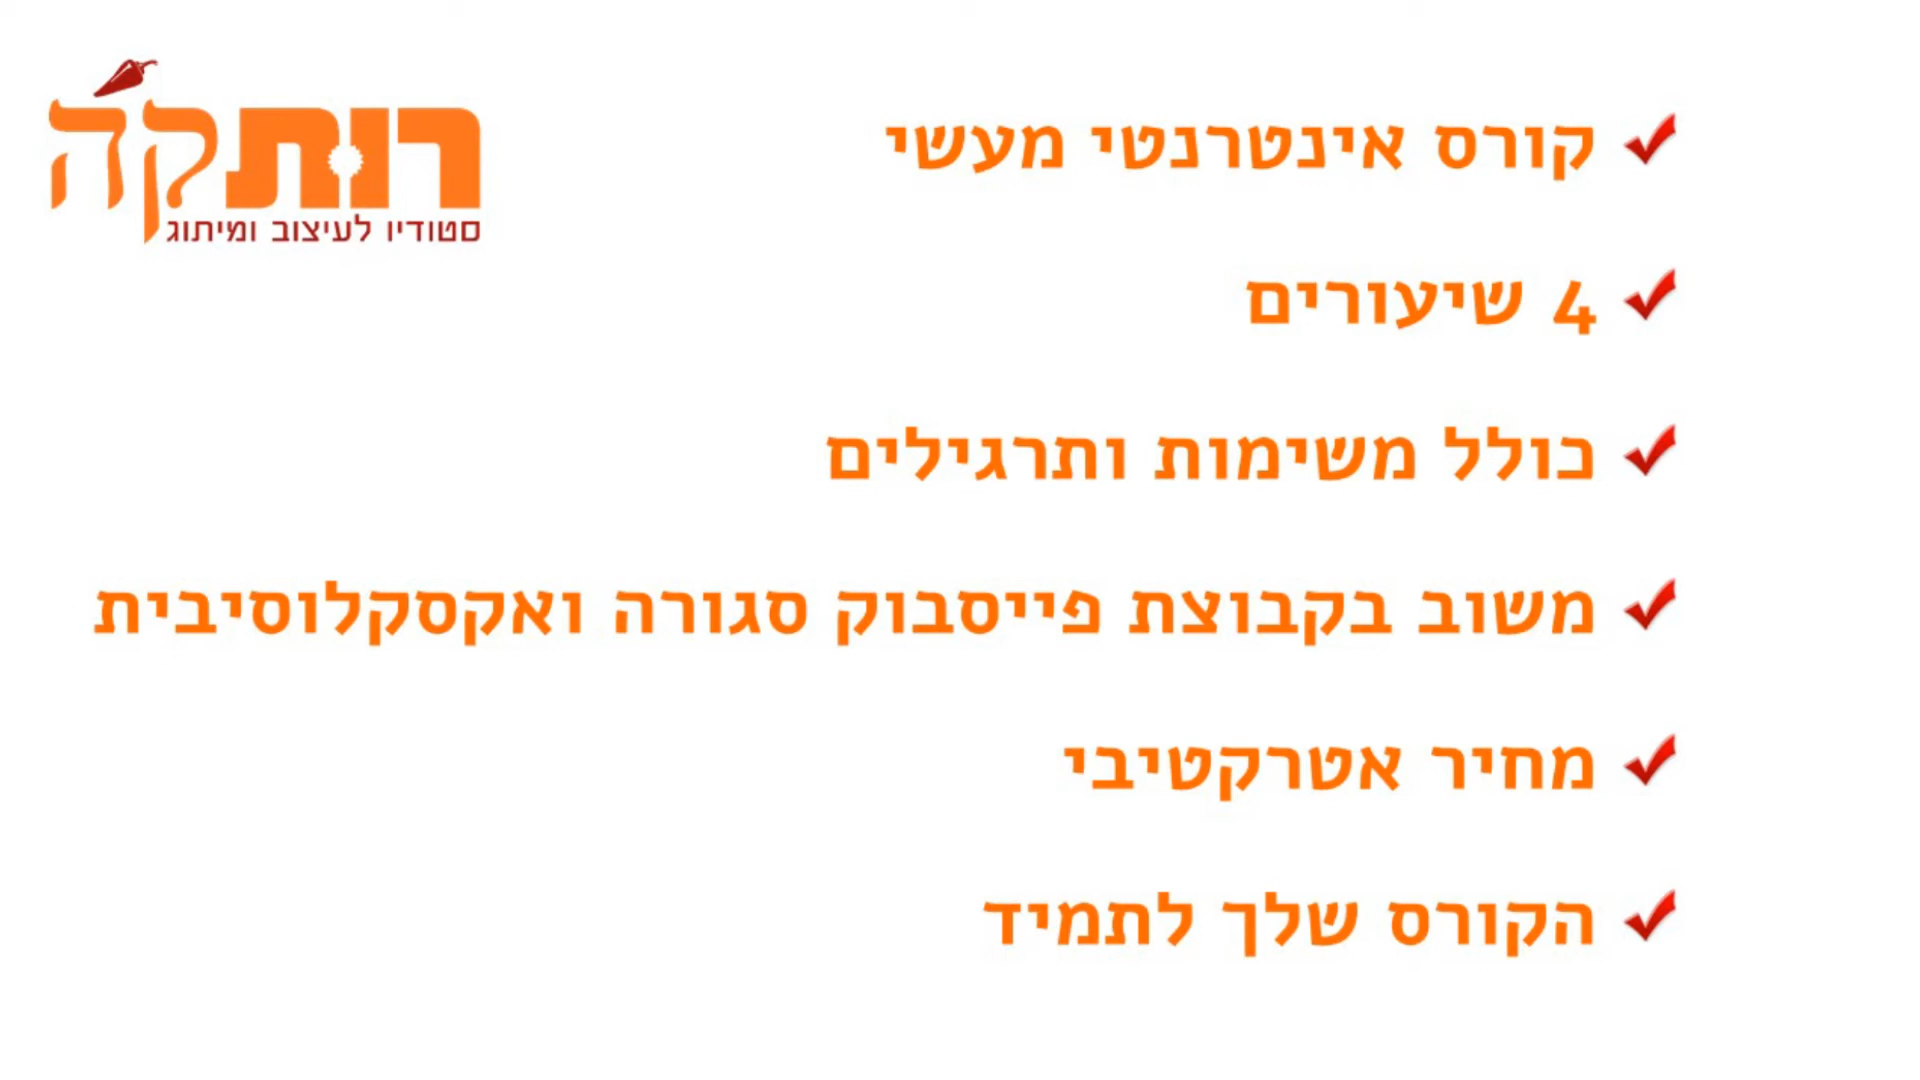 רותקה
סטודיו לעיצוב ומיתוג
קורס אינטרנטי מעשי
4 שיעורים
כולל משימות ותרגילים
משוב בקבוצת פייסבוק סגורה ואקסקלוסיבית
מחיר אטרקטיבי
הקורס שלך לתמיד